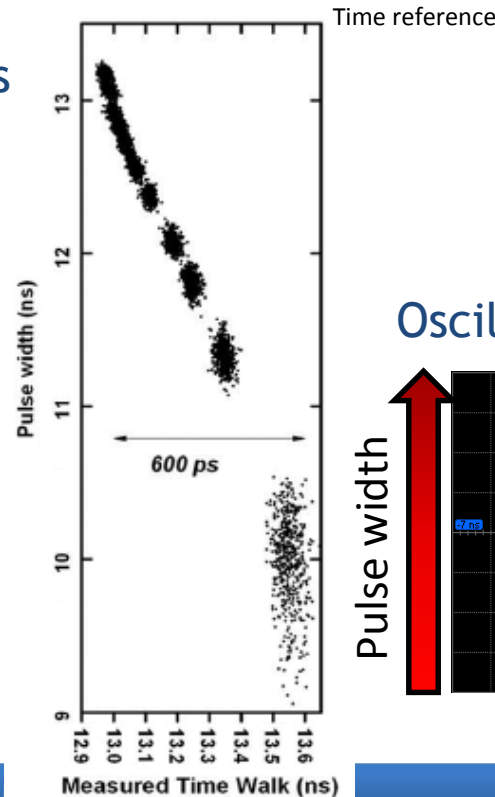 Time reference
s
13
12
11
10
9
Pulse width (ns)
600 ps
12.9
13.0
13.1
13.2
13.3
13.4
13.5
13.6
Measured Time Walk (ns)
Oscil
Pulse width
-7 ns